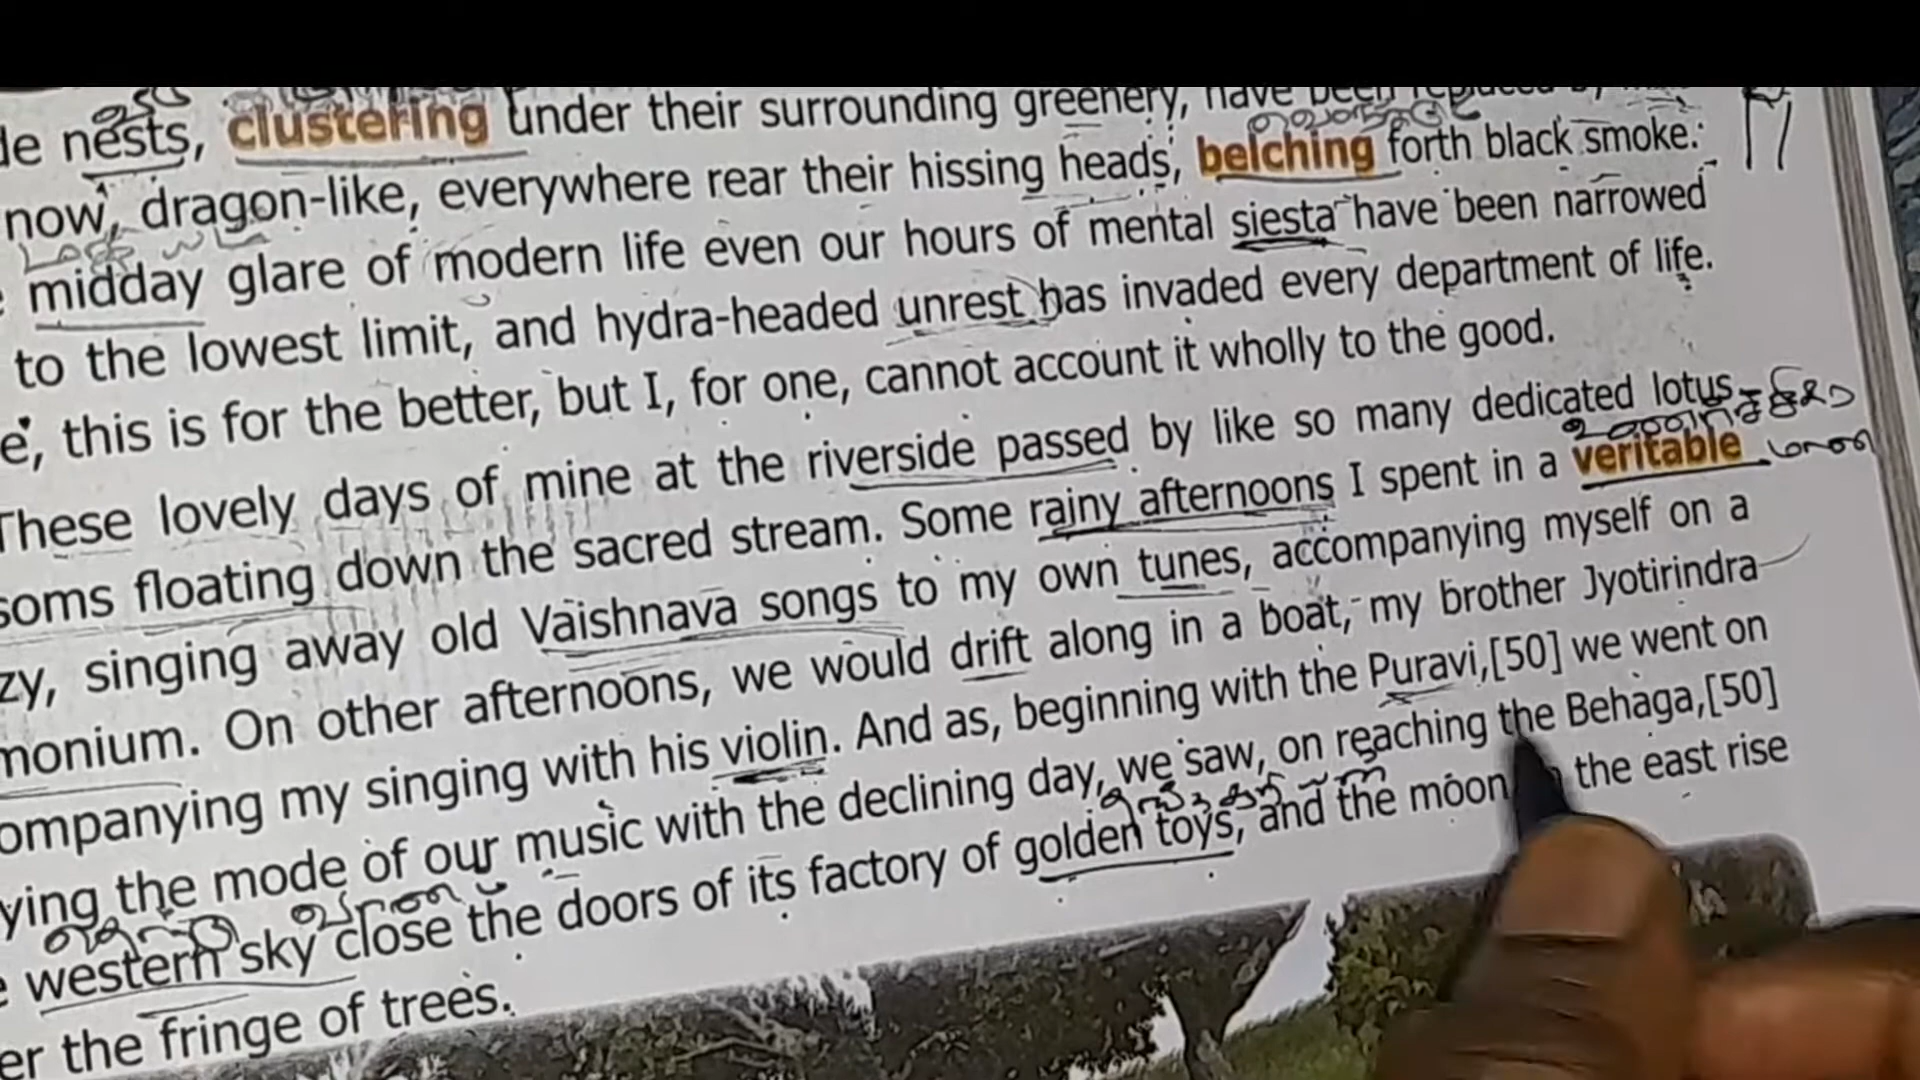 nests, clustering under their surrounding greenery, have been replaced by
now, dragon-like, everywhere rear their hissing heads, belching forth black smoke.
midday glare of modern life even our hours of mental siesta have been narrowed
to the lowest limit, and hydra-headed unrest has invaded every department of life.
this is for the better, but I, for one, cannot account it wholly to the good.
These lovely days of mine at the riverside passed by like so many dedicated lotus
soms floating down the sacred stream. Some rainy afternoons I spent in a veritable
zy, singing away old Vaishnava songs to my own tunes, accompanying myself on a
monium. On other afternoons, we would drift along in a boat, my brother Jyotirindra
ompanying my singing with his violin. And as, beginning with the Puravi,[50] we went on
ying the mode of our music with the declining day, we saw, on reaching the Behaga,[50]
western sky close the doors of its factory of golden toys, and the moon the east rise
er the fringe of trees.